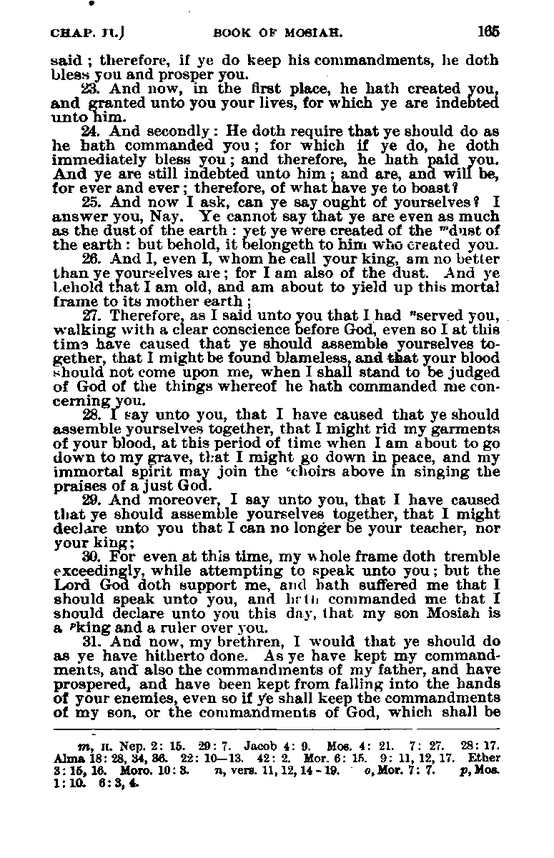 CHAP. II.) BOOK OF MOSIAH. 165
said ; therefore, if ye do keep his commandments, he doth
bless you and prosper you.
23. And now, in the first place, he hath created you,
and granted unto you your lives, for which ye are indebted
unto him.
24. And secondly : He doth require that ye should do as
he hath commanded you ; for which if ye do, he doth
immediately bless you ; and therefore, he hath paid you.
And ye are still indebted unto him ; and are, and will be,
for ever and ever ; therefore, of what have ye to boast?
25. And now I ask, can ye say ought of yourselves? I
answer you, Nay. Ye cannot say that ye are even as much
as the dust of the earth : yet ye were created of the ᵐdust of
the earth : but behold, it belongeth to him who created you.
26. And I, even I, whom he call your king, am no better
than ye yourselves are ; for I am also of the dust. And ye
behold that I am old, and am about to yield up this mortal
frame to its mother earth ;
27. Therefore, as I said unto you that I had ⁿserved you,
walking with a clear conscience before God, even so I at this
time have caused that ye should assemble yourselves to-
gether, that I might be found blameless, and that your blood
should not come upon me, when I shall stand to be judged
of God of the things whereof he hath commanded me con-
cerning you.
28. I say unto you, that I have caused that ye should
assemble yourselves together, that I might rid my garments
of your blood, at this period of time when I am about to go
down to my grave, that I might go down in peace, and my
immortal spirit may join the ᵒchoirs above in singing the
praises of a just God.
29. And moreover, I say unto you, that I have caused
that ye should assemble yourselves together, that I might
declare unto you that I can no longer be your teacher, nor
your king;
30. For even at this time, my whole frame doth tremble
exceedingly, while attempting to speak unto you ; but the
Lord God doth support me, and hath suffered me that I
should speak unto you, and hath commanded me that I
should declare unto you this day, that my son Mosiah is
a ᵖking and a ruler over you.
31. And now, my brethren, I would that ye should do
as ye have hitherto done. As ye have kept my command-
ments, and also the commandments of my father, and have
prospered, and have been kept from falling into the hands
of your enemies, even so if ye shall keep the commandments
of my son, or the commandments of God, which shall be
m, II. Nep. 2: 15. 29: 7. Jacob 4: 9. Mos. 4: 21. 7: 27. 28: 17.
Alma 18: 28, 34, 36. 22: 10-13. 42: 2. Mor. 6: 15. 9: 11, 12, 17. Ether
3: 15, 16. Moro. 10: 3. n, vers. 11, 12, 14-19. o, Mor. 7: 7. p, Mos.
1: 10. 6: 3, 4.